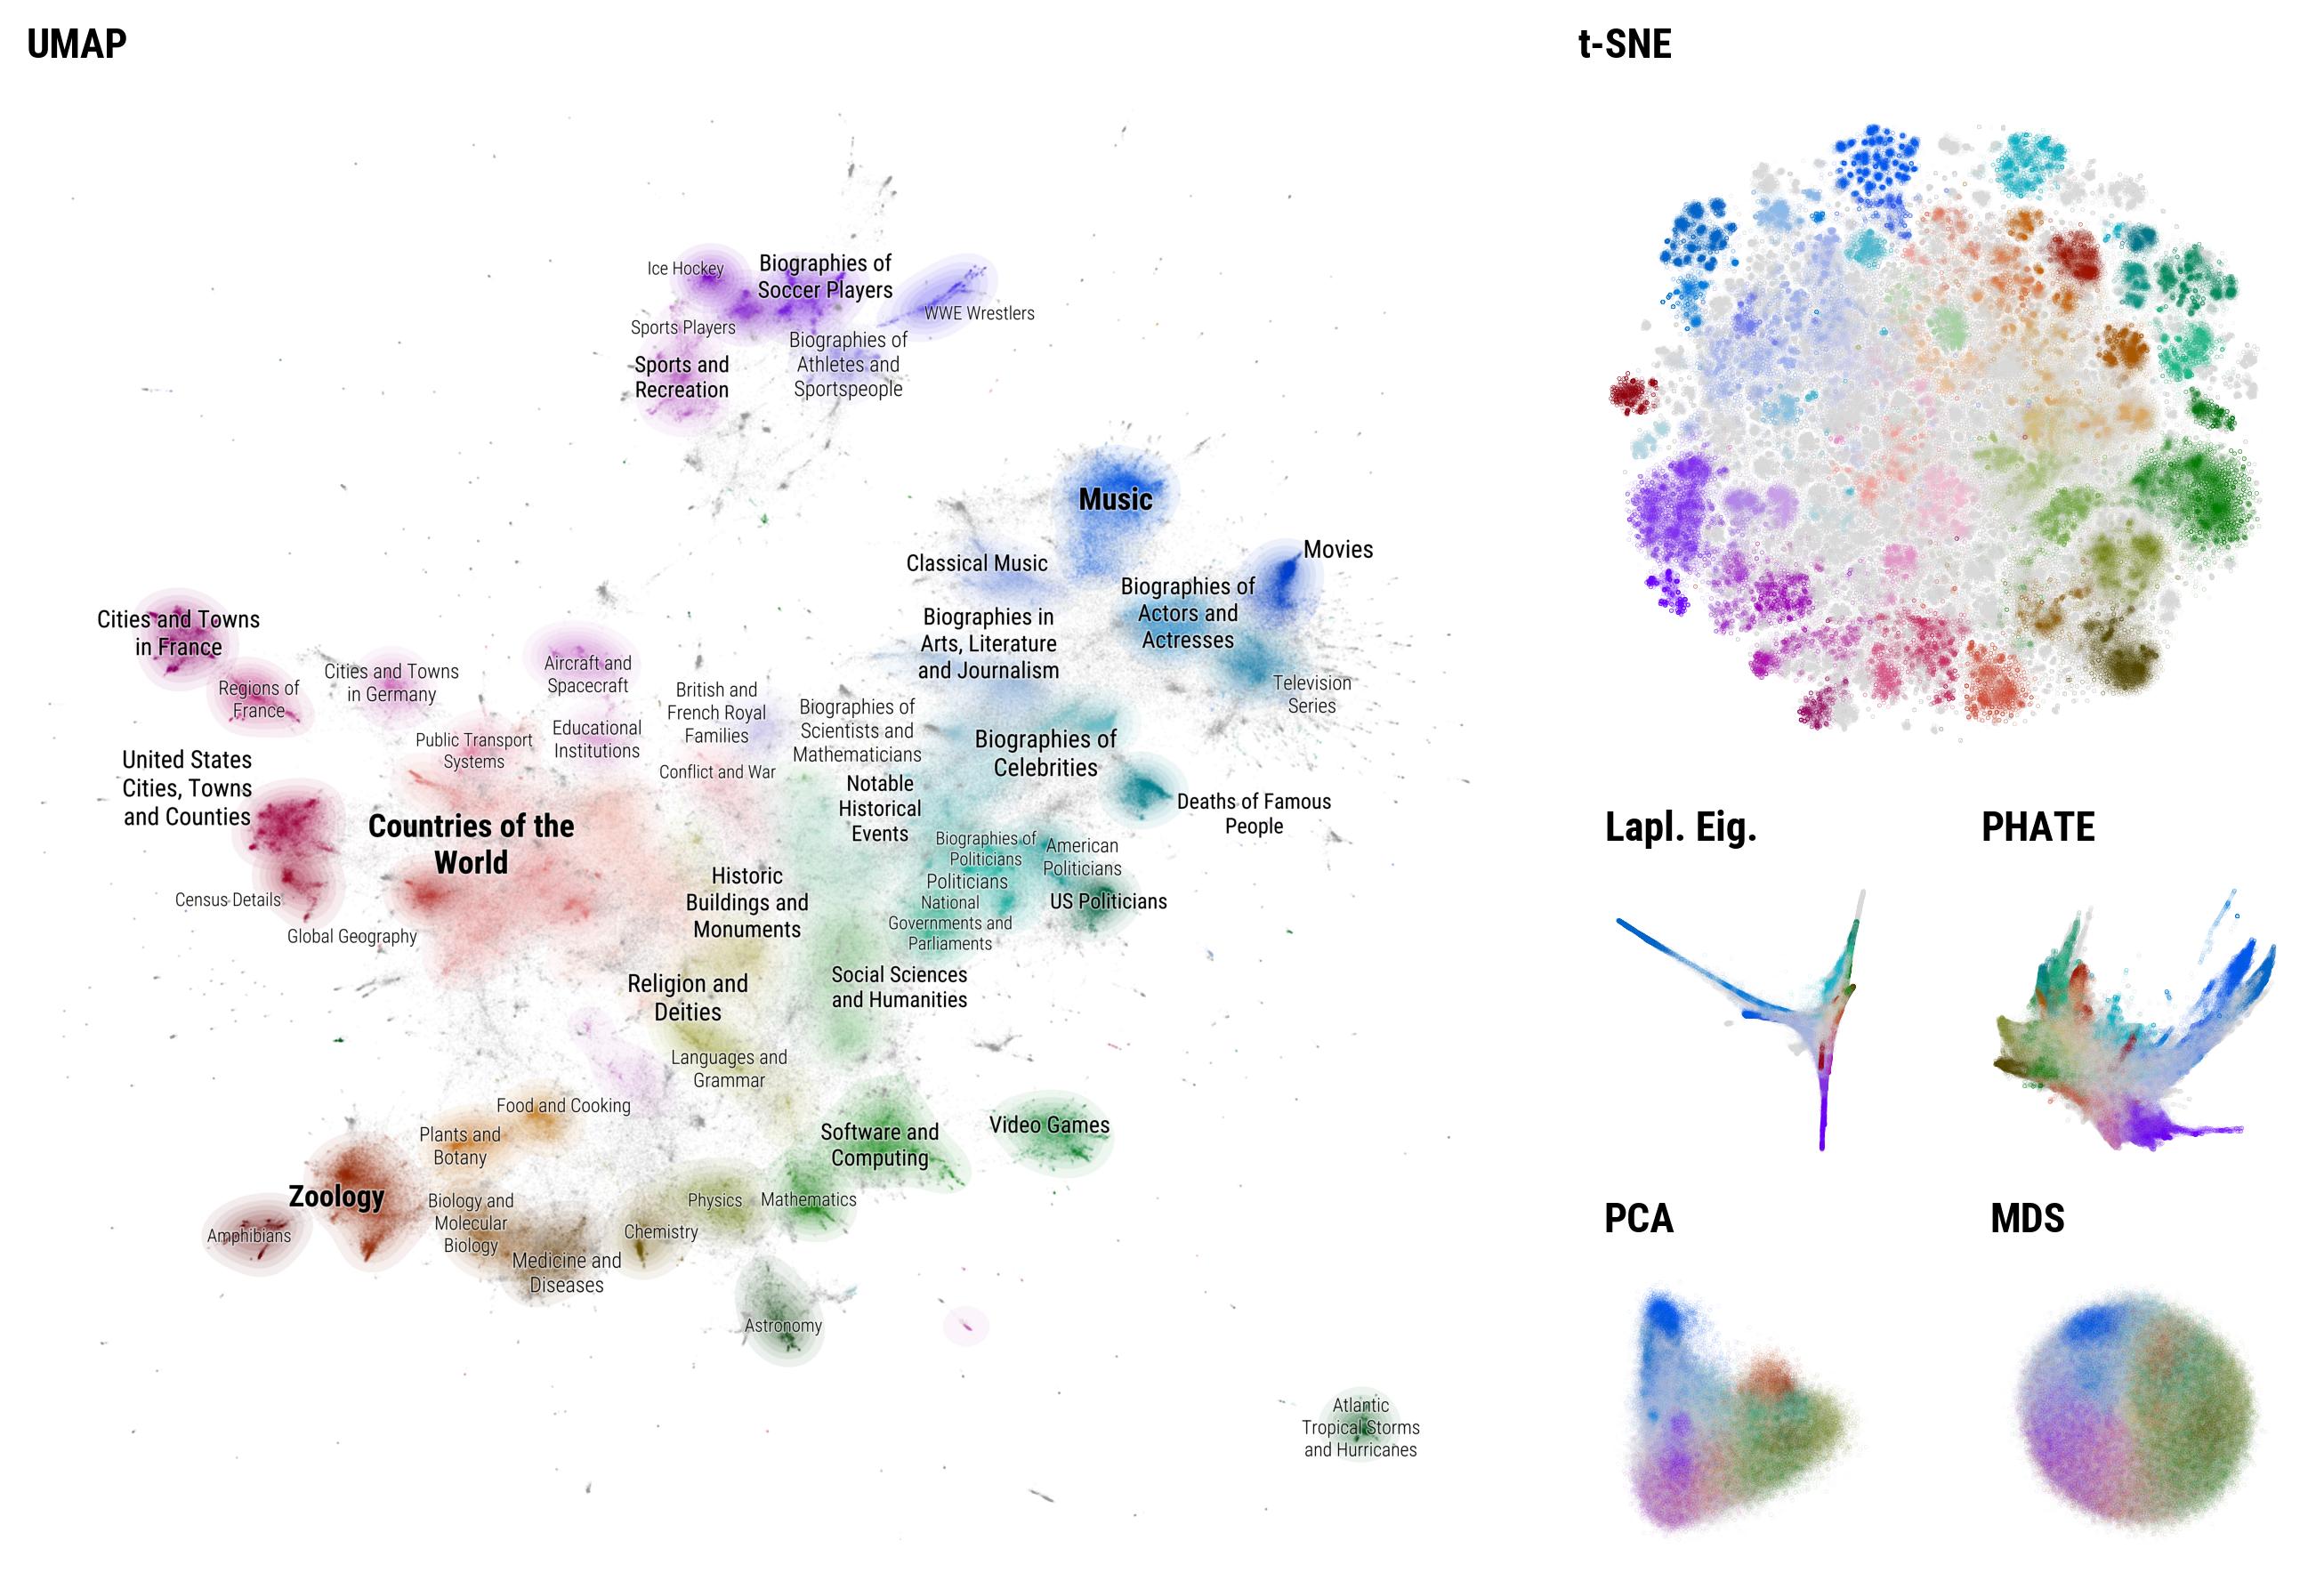 UMAP
t-SNE
Ice Hockey
Biographies of
Soccer Players
WWE Wrestlers
Sports Players
Biographies of
Athletes and
Sportspeople
Sports and
Recreation
Music
Classical Music
Movies
Biographies of
Actors and
Actresses
Biographies in
Arts, Literature
and Journalism
Television
Series
Cities and Towns
in France
Regions of
France
Cities and Towns
in Germany
Aircraft and
Spacecraft
British and
French Royal
Families
Biographies of
Scientists and
Mathematicians
Public Transport
Systems
Educational
Institutions
Conflict and War
Biographies of
Celebrities
United States
Cities, Towns
and Counties
Notable
Historical
Events
Deaths of Famous
People
Countries of the
World
Biographies of
Politicians
American
Politicians
Politicians
US Politicians
Census Details
Historic
Buildings and
Monuments
National
Governments and
Parliaments
Global Geography
Religion and
Deities
Social Sciences
and Humanities
Languages and
Grammar
Food and Cooking
Plants and
Botany
Software and
Computing
Video Games
Zoology
Amphibians
Biology and
Molecular
Biology
Physics
Mathematics
Chemistry
Medicine and
Diseases
Astronomy
Atlantic
Tropical Storms
and Hurricanes
Lapl. Eig.
PHATE
PCA
MDS